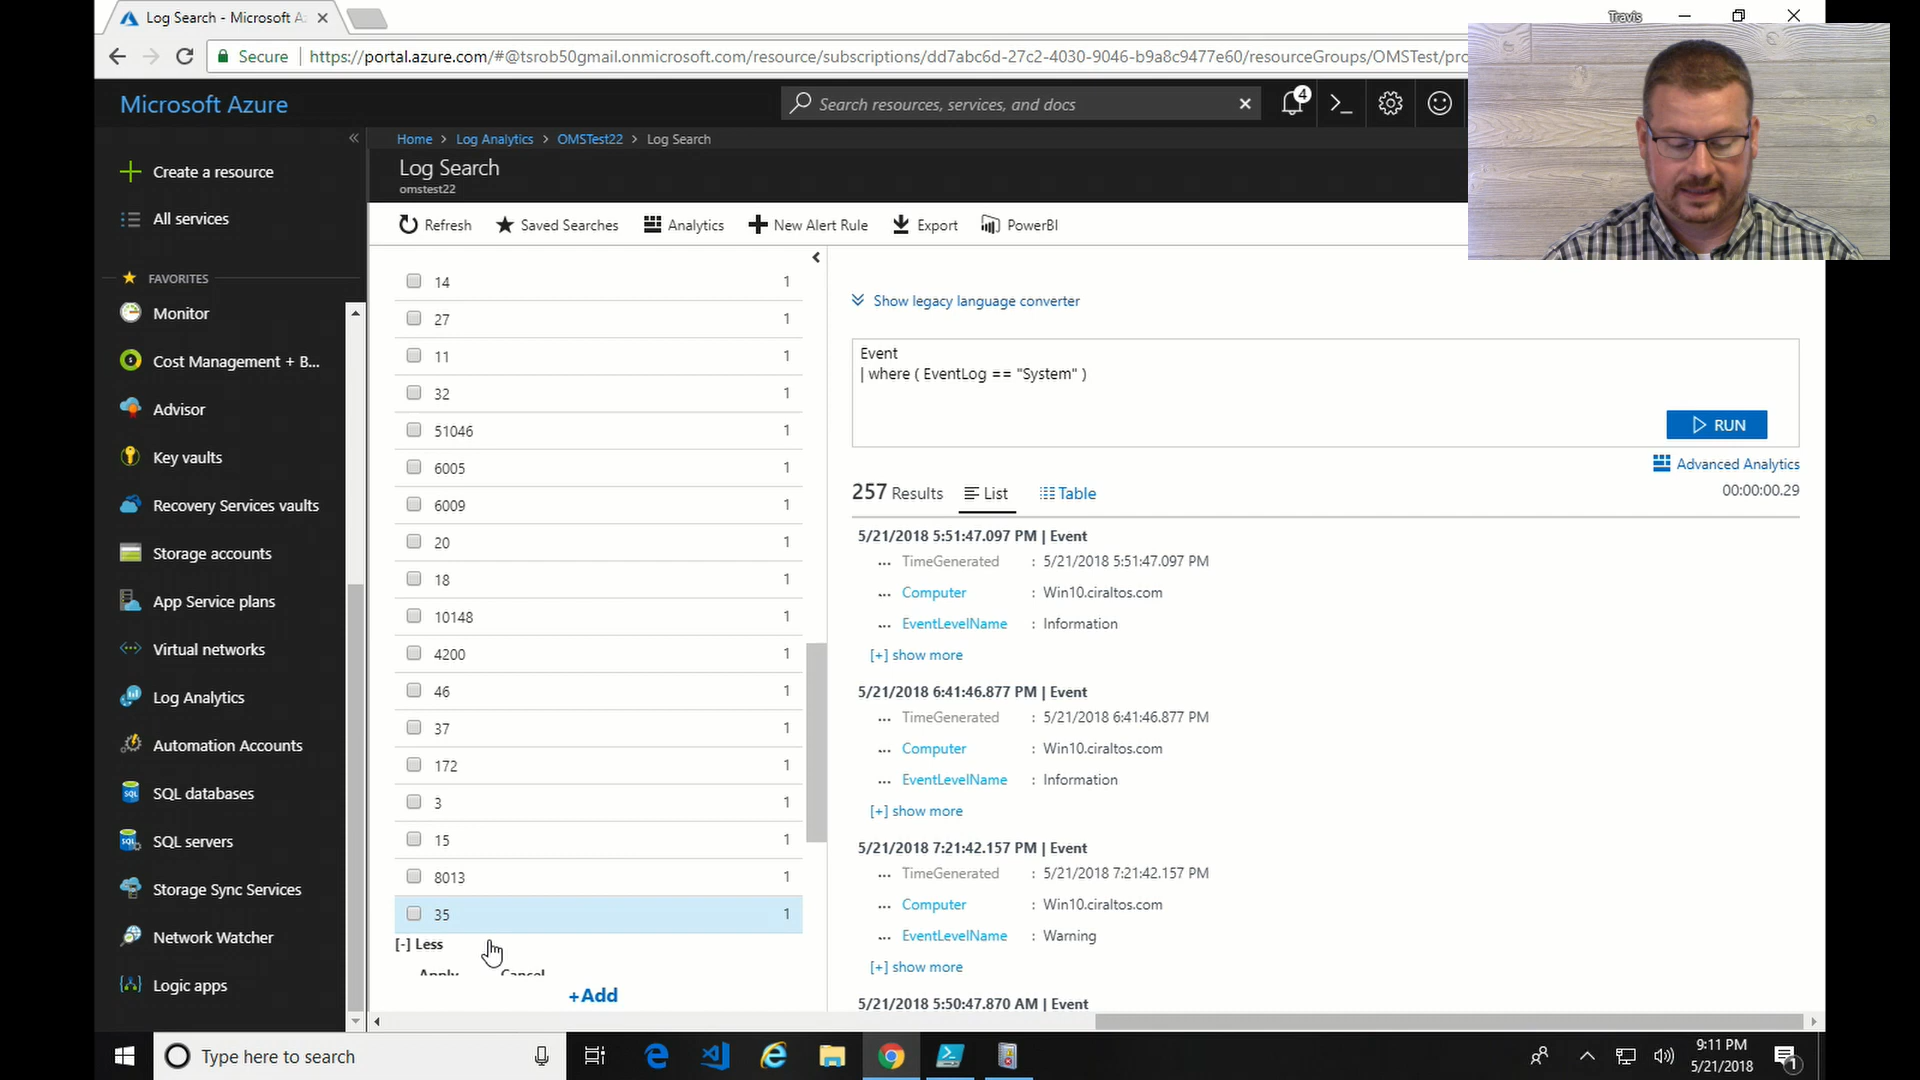 Log Search - Microsoft A
Travis
Secure
https://portal.azure.com/#@tsrob50gmail.onmicrosoft.com/resource/subscriptions/dd7abc6d-27c2-4030-9046-b9a8c9477e60/resourceGroups/OMSTest/pro
Microsoft Azure
Search resources, services, and docs
4
Home > Log Analytics > OMSTest22 > Log Search
Log Search
omstest22
Refresh
Saved Searches
Analytics
New Alert Rule
Export
PowerBI
Create a resource
All services
FAVORITES
Monitor
Cost Management + B...
Advisor
Key vaults
Recovery Services vaults
Storage accounts
App Service plans
Virtual networks
Log Analytics
Automation Accounts
SQL databases
SQL servers
Storage Sync Services
Network Watcher
Logic apps
14 1
27 1
11 1
32 1
51046 1
6005 1
6009 1
20 1
18 1
10148 1
4200 1
46 1
37 1
172 1
3 1
15 1
8013 1
35 1
[-] Less
Apply Cancel
+Add
Show legacy language converter
Event
| where ( EventLog == "System" )
RUN
Advanced Analytics
257 Results
List
Table
00:00:00.29
5/21/2018 5:51:47.097 PM | Event
... TimeGenerated : 5/21/2018 5:51:47.097 PM
... Computer : Win10.ciraltos.com
... EventLevelName : Information
[+] show more
5/21/2018 6:41:46.877 PM | Event
... TimeGenerated : 5/21/2018 6:41:46.877 PM
... Computer : Win10.ciraltos.com
... EventLevelName : Information
[+] show more
5/21/2018 7:21:42.157 PM | Event
... TimeGenerated : 5/21/2018 7:21:42.157 PM
... Computer : Win10.ciraltos.com
... EventLevelName : Warning
[+] show more
5/21/2018 5:50:47.870 AM | Event
Type here to search
9:11 PM
5/21/2018
1